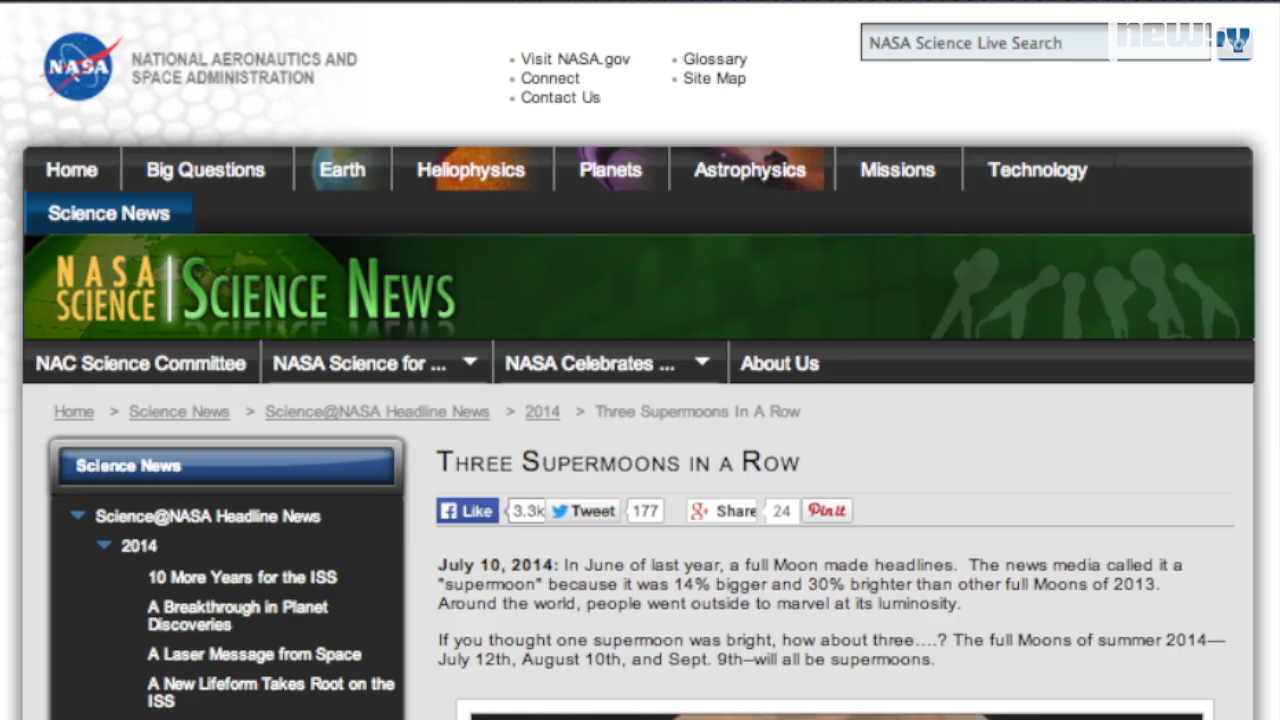 NASA
NATIONAL AERONAUTICS AND
SPACE ADMINISTRATION
Visit NASA.gov
Connect
Contact Us
Glossary
Site Map
NASA Science Live Search
newsy
Home
Big Questions
Earth
Heliophysics
Planets
Astrophysics
Missions
Technology
Science News
NASA
SCIENCE
SCIENCE NEWS
NAC Science Committee
NASA Science for ...
NASA Celebrates ...
About Us
Home > Science News > Science@NASA Headline News > 2014 > Three Supermoons In A Row
Science News
Science@NASA Headline News
2014
10 More Years for the ISS
A Breakthrough in Planet
Discoveries
A Laser Message from Space
A New Lifeform Takes Root on the
ISS
THREE SUPERMOONS IN A ROW
Like 3.3k Tweet 177 Share 24 Pin it
July 10, 2014: In June of last year, a full Moon made headlines. The news media called it a
"supermoon" because it was 14% bigger and 30% brighter than other full Moons of 2013.
Around the world, people went outside to marvel at its luminosity.
If you thought one supermoon was bright, how about three....? The full Moons of summer 2014—
July 12th, August 10th, and Sept. 9th—will all be supermoons.